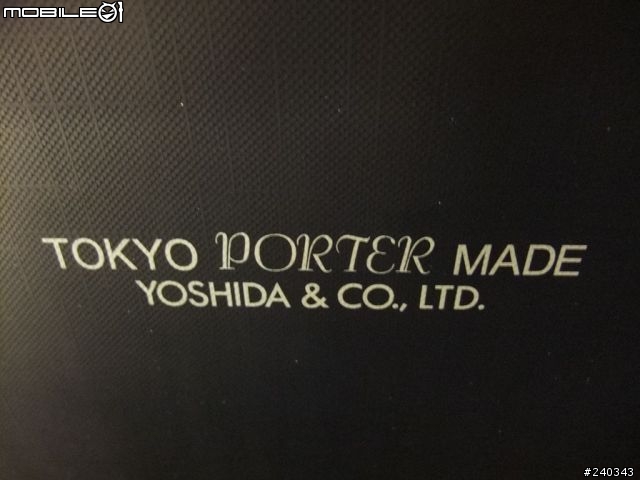 MOBILE01
TOKYO PORTER MADE
YOSHIDA & CO., LTD.
#240343